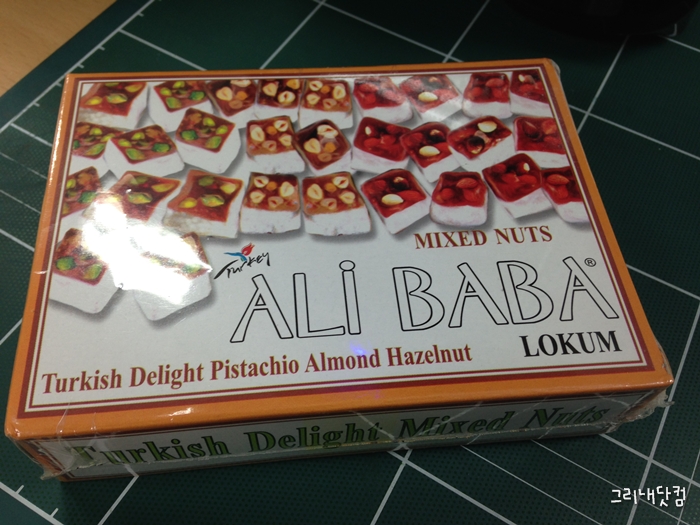 MIXED NUTS
Turkey
ALİ BABA®
LOKUM
Turkish Delight Pistachio Almond Hazelnut
Turkish Delight Mixed Nuts
그리내닷컴